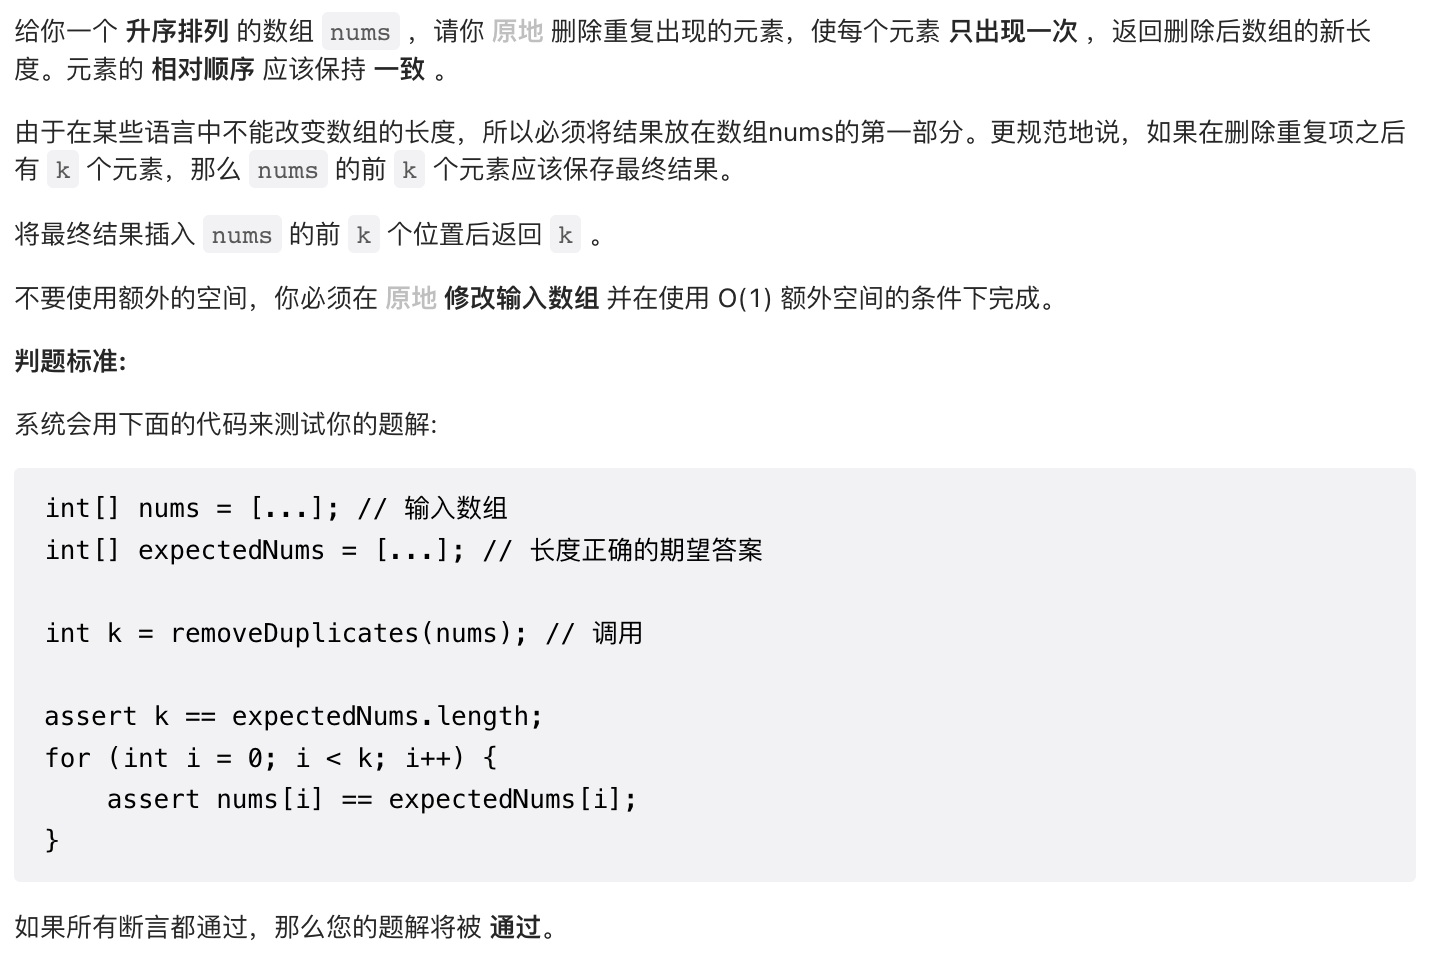 给你一个 升序排列 的数组 nums ，请你 原地 删除重复出现的元素，使每个元素 只出现一次 ，返回删除后数组的新长
度。元素的 相对顺序 应该保持 一致 。
由于在某些语言中不能改变数组的长度，所以必须将结果放在数组nums的第一部分。更规范地说，如果在删除重复项之后
有 k 个元素，那么 nums 的前 k 个元素应该保存最终结果。
将最终结果插入 nums 的前 k 个位置后返回 k 。
不要使用额外的空间，你必须在 原地 修改输入数组 并在使用 O(1) 额外空间的条件下完成。
判题标准:
系统会用下面的代码来测试你的题解:
int[] nums = [...]; // 输入数组
int[] expectedNums = [...]; // 长度正确的期望答案
int k = removeDuplicates(nums); // 调用
assert k == expectedNums.length;
for (int i = 0; i < k; i++) {
    assert nums[i] == expectedNums[i];
}
如果所有断言都通过，那么您的题解将被 通过。